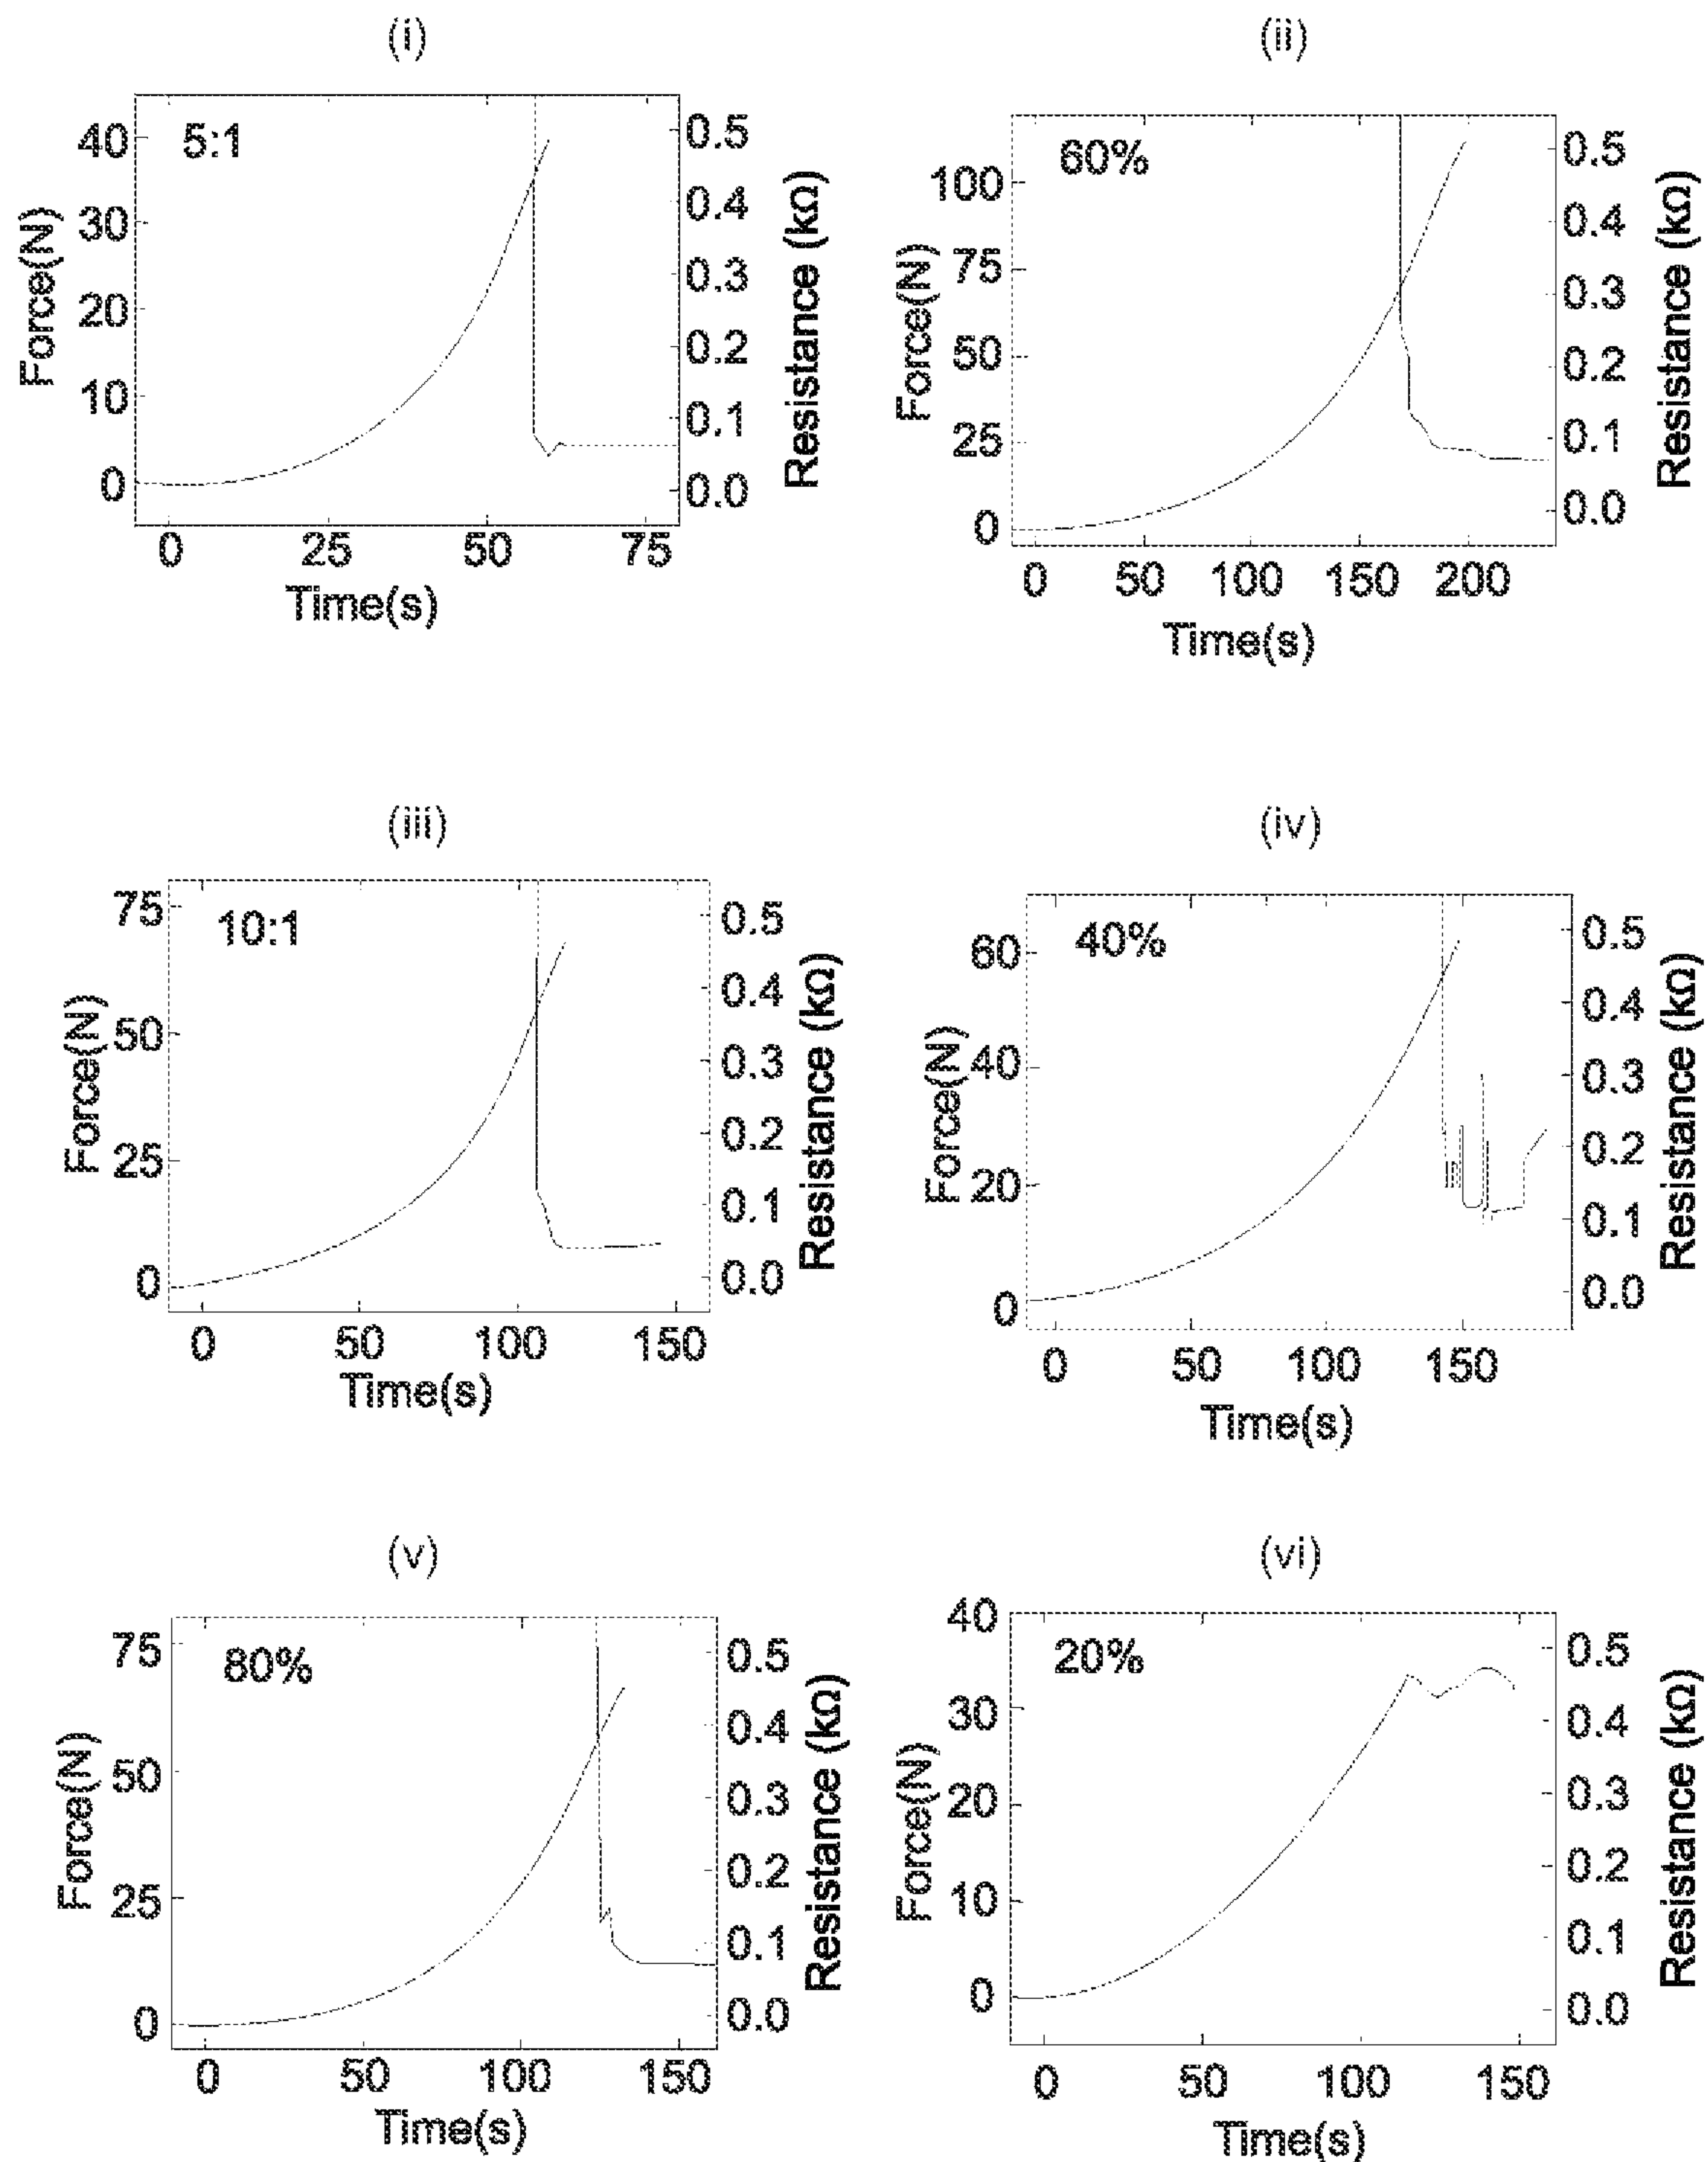 (i)
5:1
40
30
20
10
0
Force(N)
0.5
0.4
0.3
0.2
0.1
0.0
Resistance (kΩ)
0 25 50 75
Time(s)
(ii)
60%
100
75
50
25
0
Force(N)
0.5
0.4
0.3
0.2
0.1
0.0
Resistance (kΩ)
0 50 100 150 200
Time(s)
(iii)
10:1
75
50
25
0
Force(N)
0.5
0.4
0.3
0.2
0.1
0.0
Resistance (kΩ)
0 50 100 150
Time(s)
(iv)
40%
60
40
20
0
Force(N)
0.5
0.4
0.3
0.2
0.1
0.0
Resistance (kΩ)
0 50 100 150
Time(s)
(v)
80%
75
50
25
0
Force(N)
0.5
0.4
0.3
0.2
0.1
0.0
Resistance (kΩ)
0 50 100 150
Time(s)
(vi)
20%
40
30
20
10
0
Force(N)
0.5
0.4
0.3
0.2
0.1
0.0
Resistance (kΩ)
0 50 100 150
Time(s)